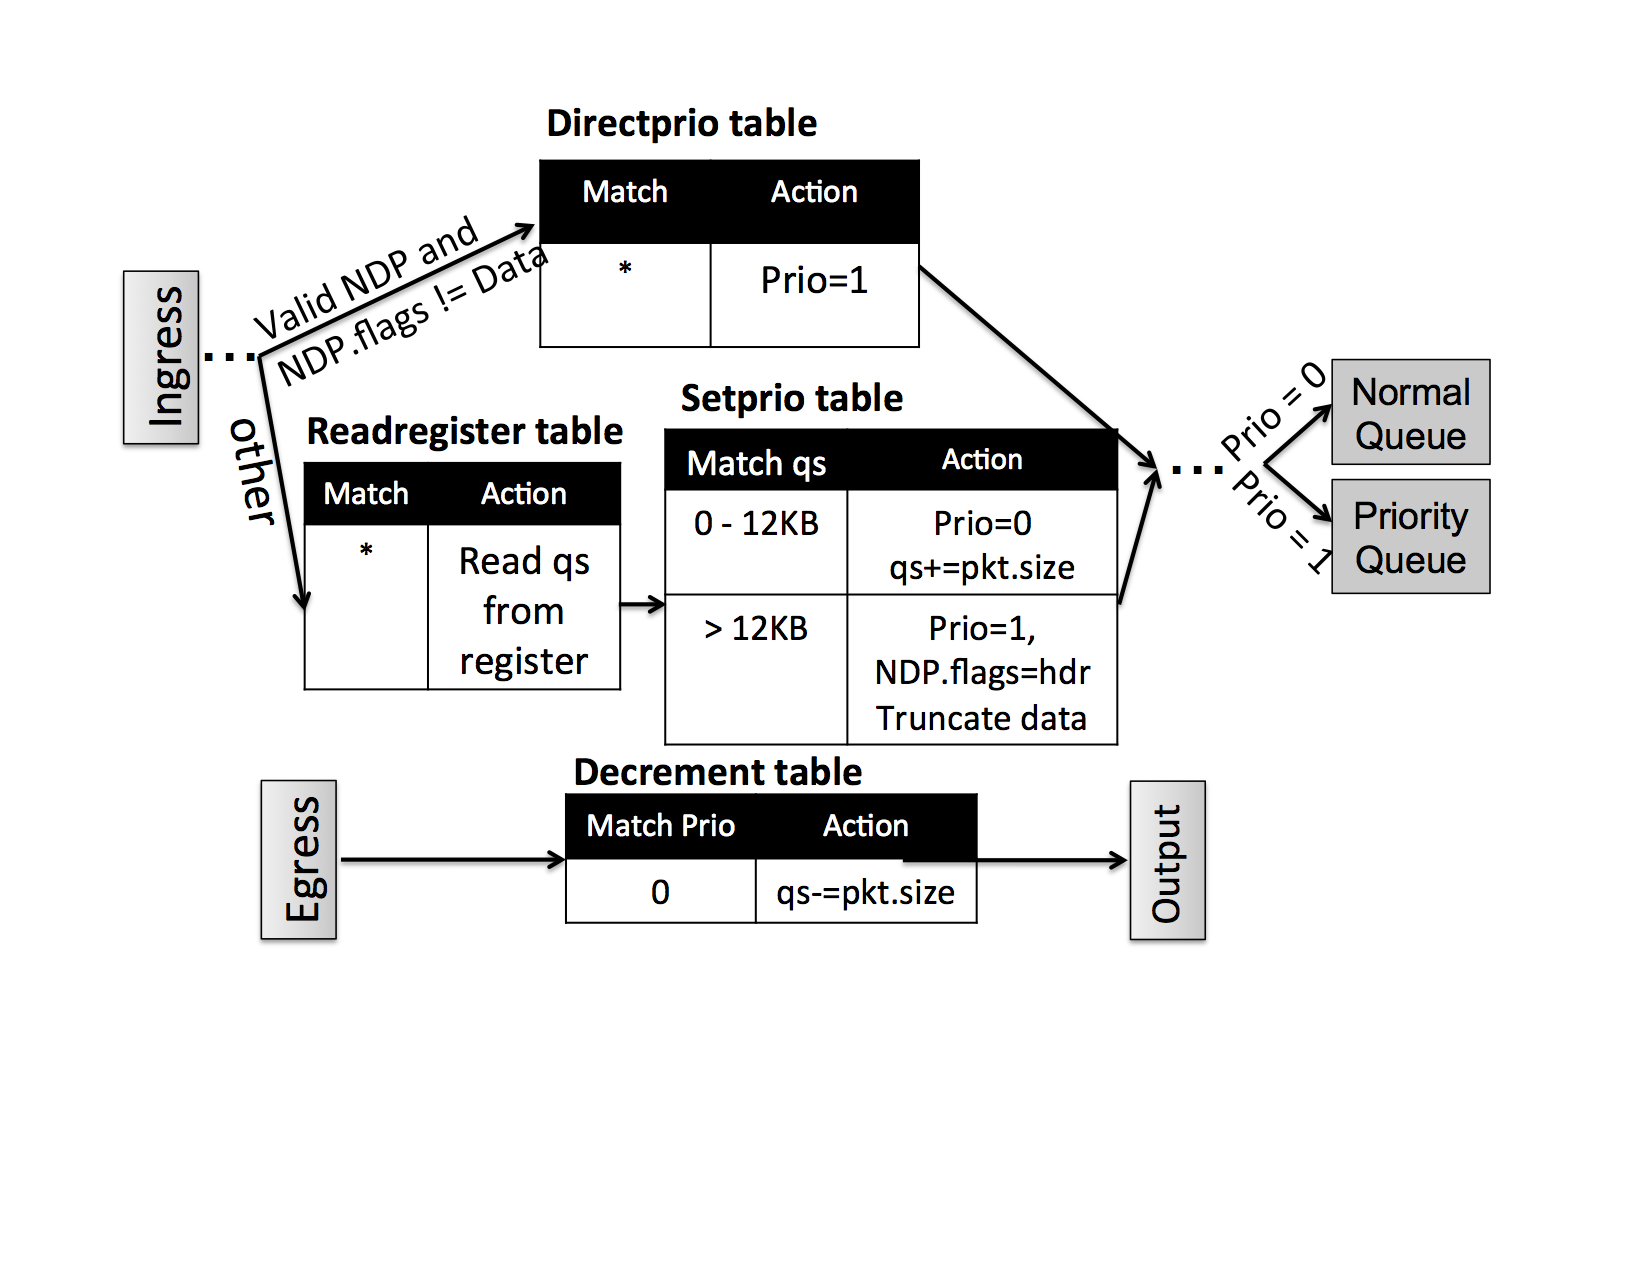 Directprio table
Match Action
* Prio=1
Ingress
...
Valid NDP and
NDP.flags != Data
other
Readregister table
Match Action
* Read qs
from
register
Setprio table
Match qs Action
0 - 12KB Prio=0
qs+=pkt.size
> 12KB Prio=1,
NDP.flags=hdr
Truncate data
...
Prio = 0
Prio = 1
Normal
Queue
Priority
Queue
Decrement table
Egress
Match Prio Action
0 qs-=pkt.size
Output